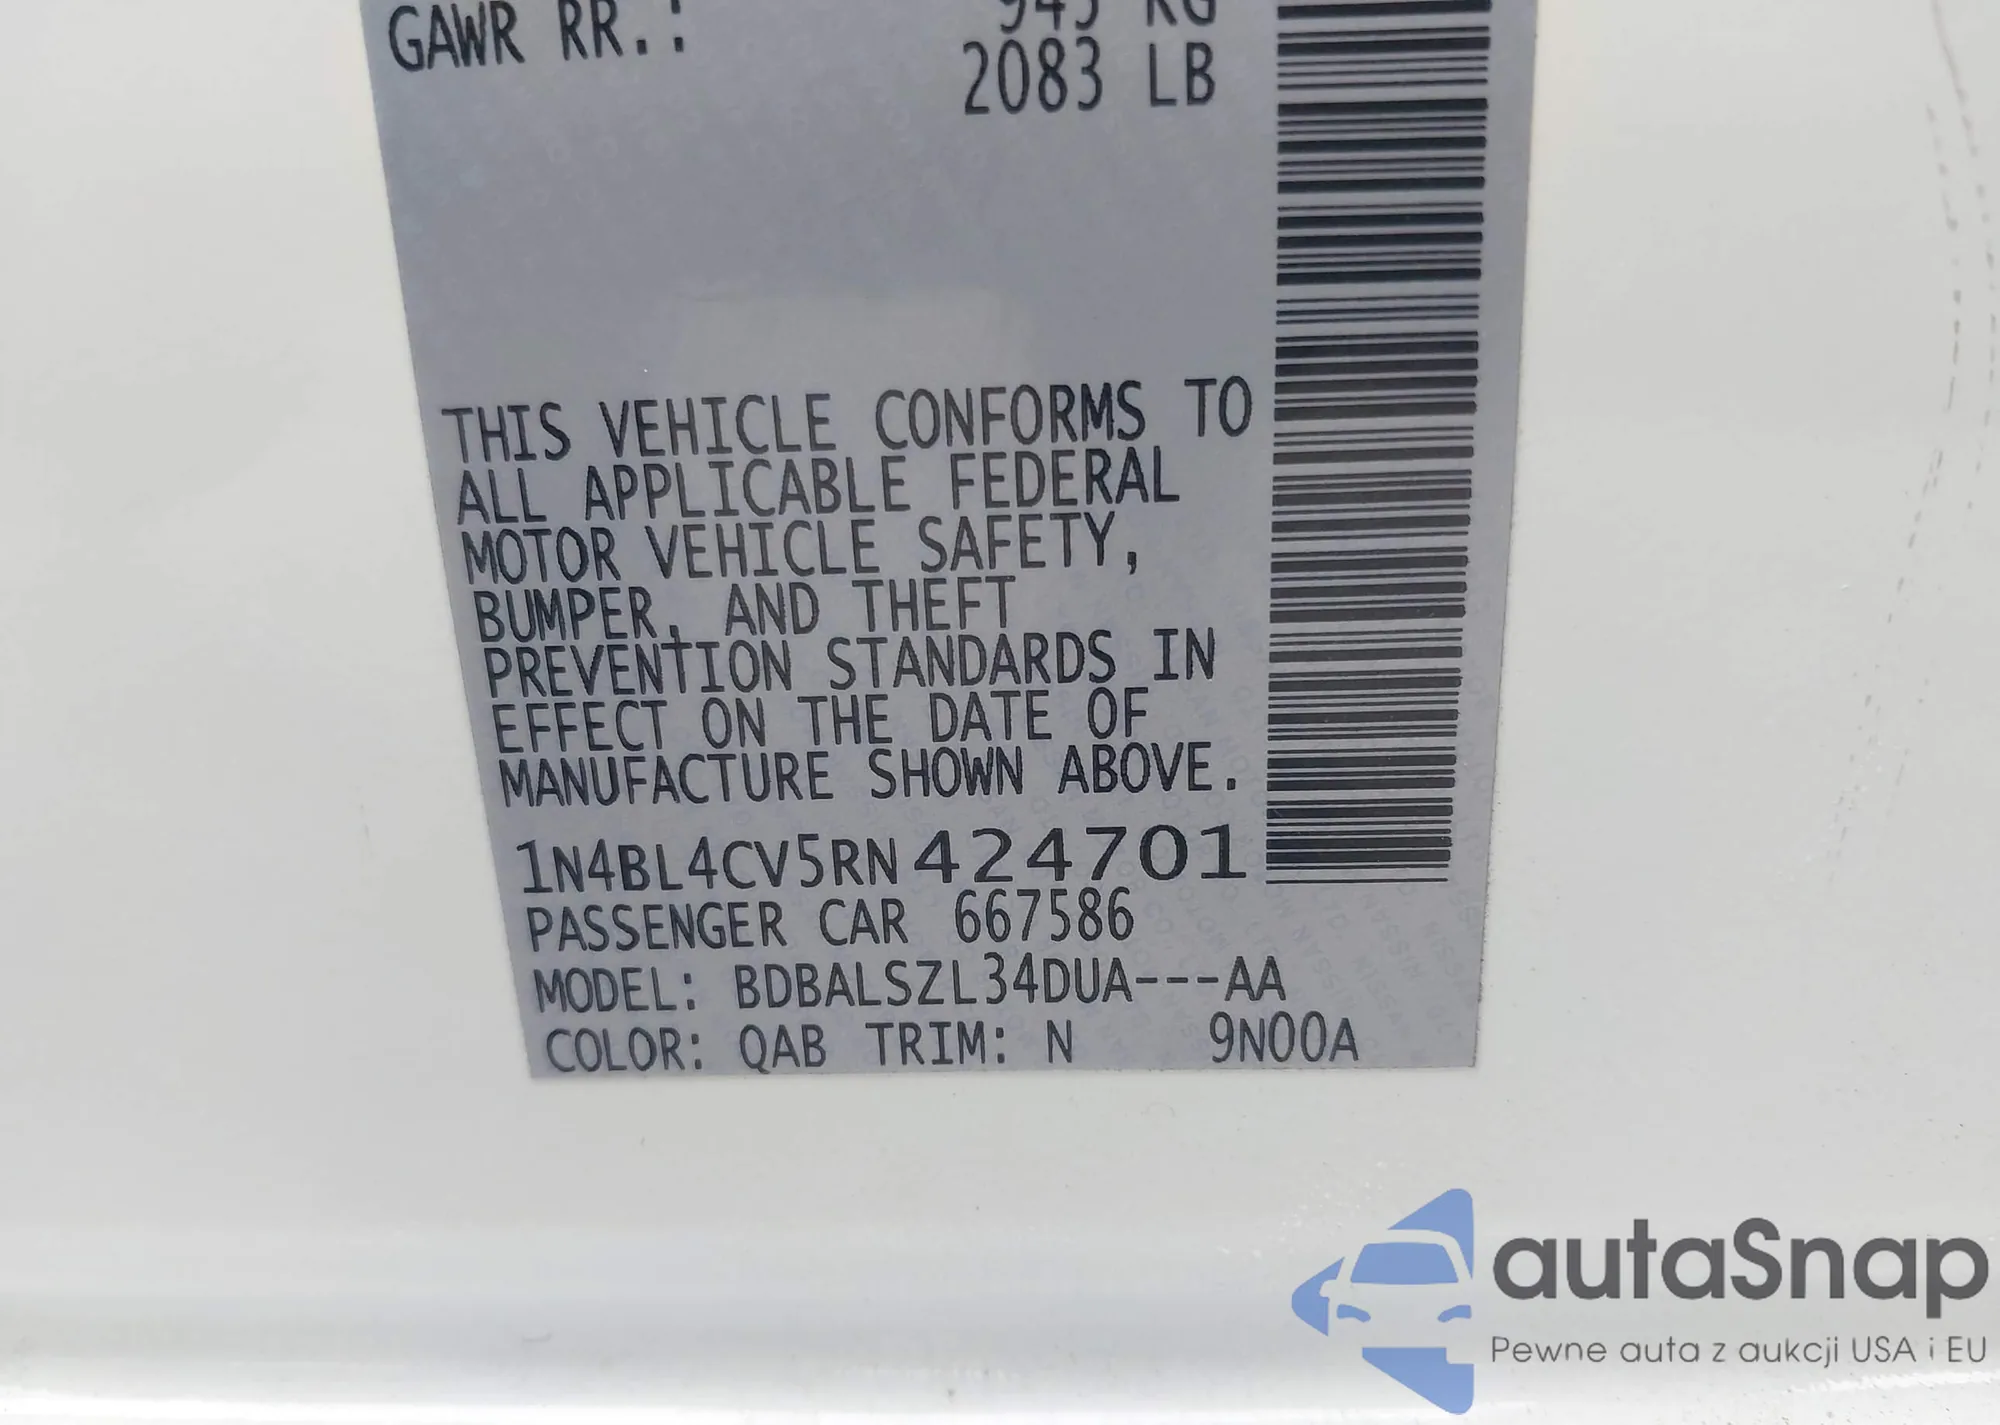 GAWR RR.: 945 KG
2083 LB
THIS VEHICLE CONFORMS TO
ALL APPLICABLE FEDERAL
MOTOR VEHICLE SAFETY,
BUMPER, AND THEFT
PREVENTION STANDARDS IN
EFFECT ON THE DATE OF
MANUFACTURE SHOWN ABOVE.
1N4BL4CV5RN424701
PASSENGER CAR 667586
MODEL: BDBALSZL34DUA---AA
COLOR: QAB TRIM: N 9N00A
autaSnap
Pewne auta z aukcji USA i EU